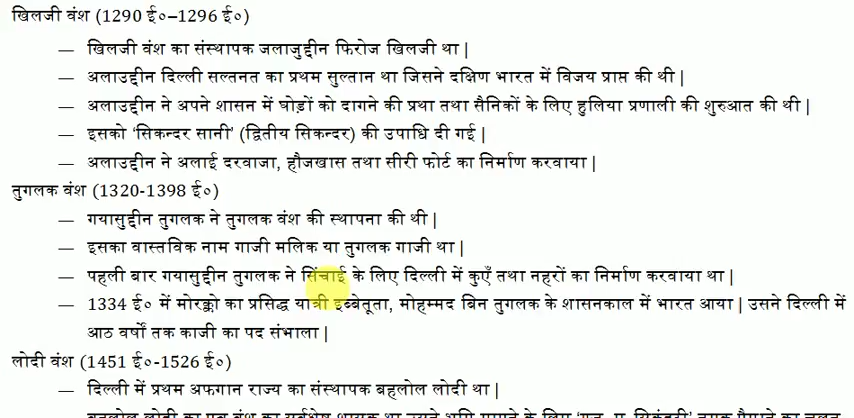 खिलजी वंश (1290 ई०–1296 ई०)
— खिलजी वंश का संस्थापक जलाजुद्दीन फिरोज खिलजी था |
— अलाउद्दीन दिल्ली सल्तनत का प्रथम सुल्तान था जिसने दक्षिण भारत में विजय प्राप्त की थी |
— अलाउद्दीन ने अपने शासन में घोड़ों को दागने की प्रथा तथा सैनिकों के लिए हुलिया प्रणाली की शुरुआत की थी |
— इसको ‘सिकन्दर सानी’ (द्वितीय सिकन्दर) की उपाधि दी गई |
— अलाउद्दीन ने अलाई दरवाजा, हौजखास तथा सीरी फोर्ट का निर्माण करवाया |
तुगलक वंश (1320-1398 ई०)
— गयासुद्दीन तुगलक ने तुगलक वंश की स्थापना की थी |
— इसका वास्तविक नाम गाजी मलिक या तुगलक गाजी था |
— पहली बार गयासुद्दीन तुगलक ने सिंचाई के लिए दिल्ली में कुएँ तथा नहरों का निर्माण करवाया था |
— 1334 ई० में मोरक्को का प्रसिद्ध यात्री इब्बेतूता, मोहम्मद बिन तुगलक के शासनकाल में भारत आया | उसने दिल्ली में
आठ वर्षों तक काजी का पद संभाला |
लोदी वंश (1451 ई०-1526 ई०)
— दिल्ली में प्रथम अफगान राज्य का संस्थापक बहलोल लोदी था |